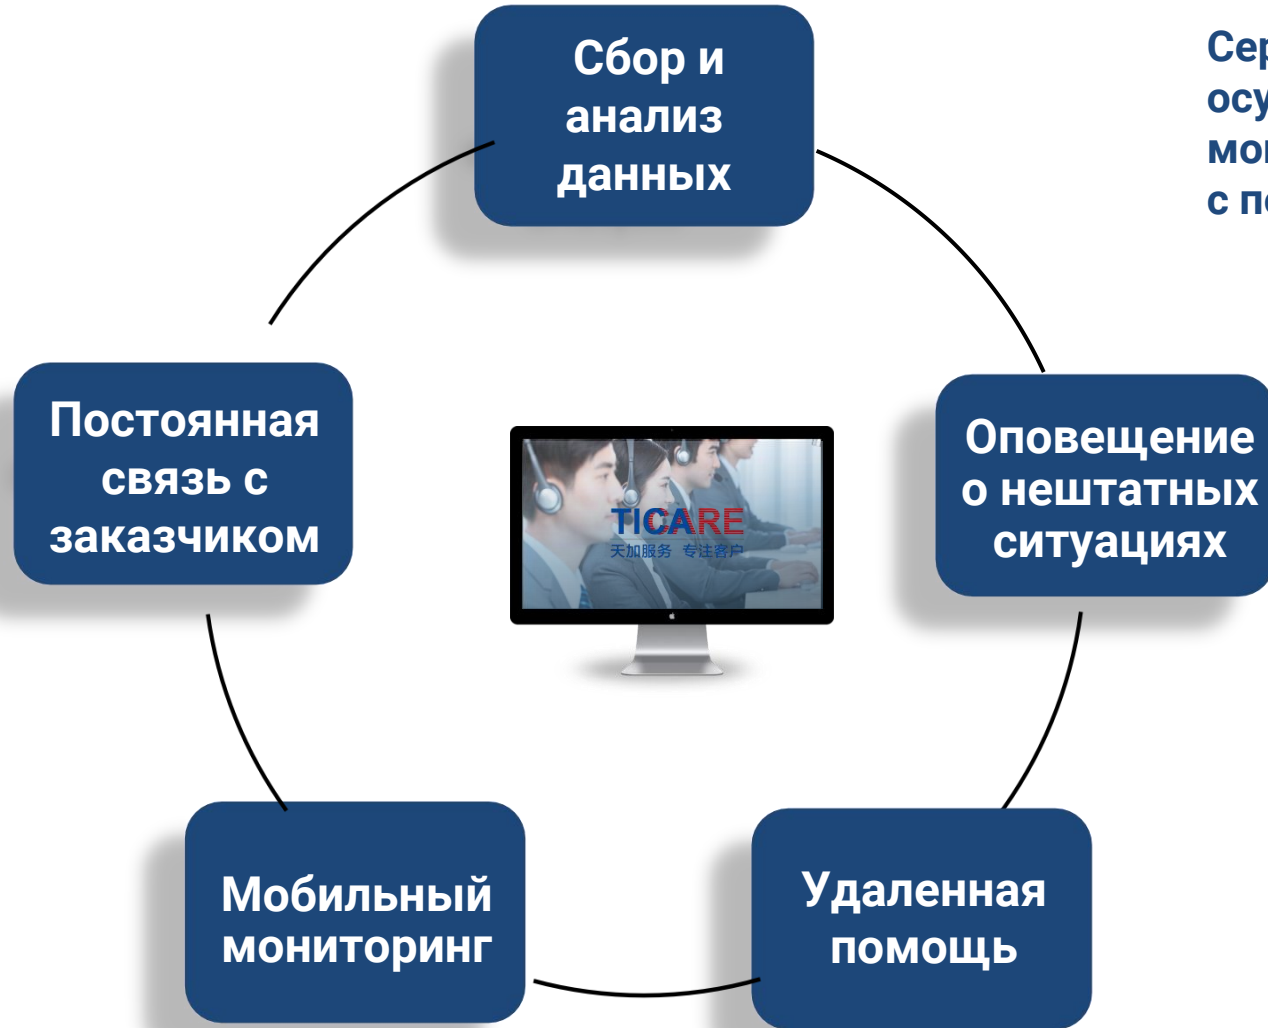 Сбор и
анализ
данных
Постоянная
связь с
заказчиком
Оповещение
о нештатных
ситуациях
TICARE
天加服务 专注客户
Мобильный
мониторинг
Удаленная
помощь